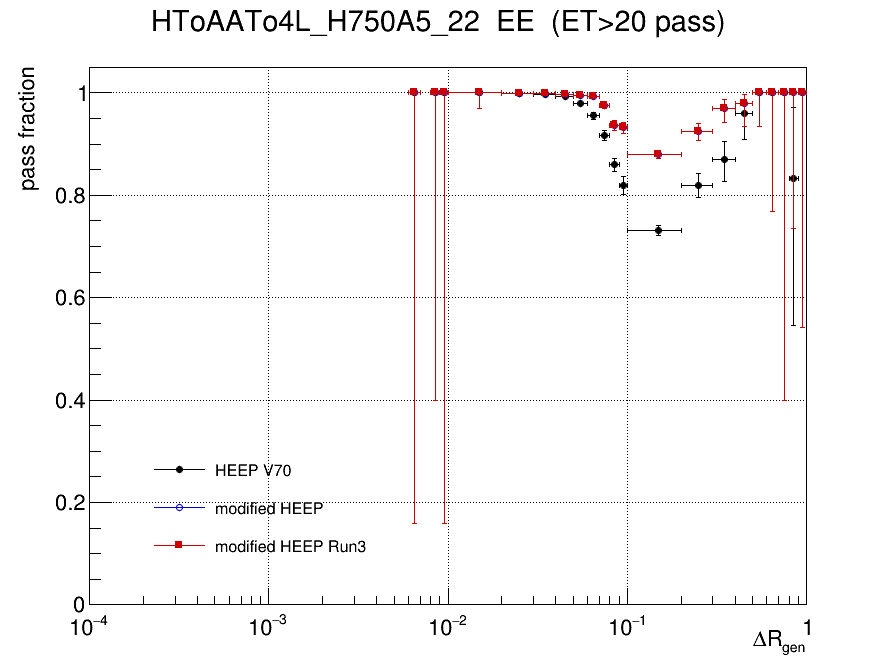 HToAATo4L_H750A5_22 EE (ET>20 pass)
pass fraction
1
0.8
0.6
0.4
0.2
0
HEEP V70
modified HEEP
modified HEEP Run3
10⁻⁴ 10⁻³ 10⁻² 10⁻¹ 1
ΔR_gen